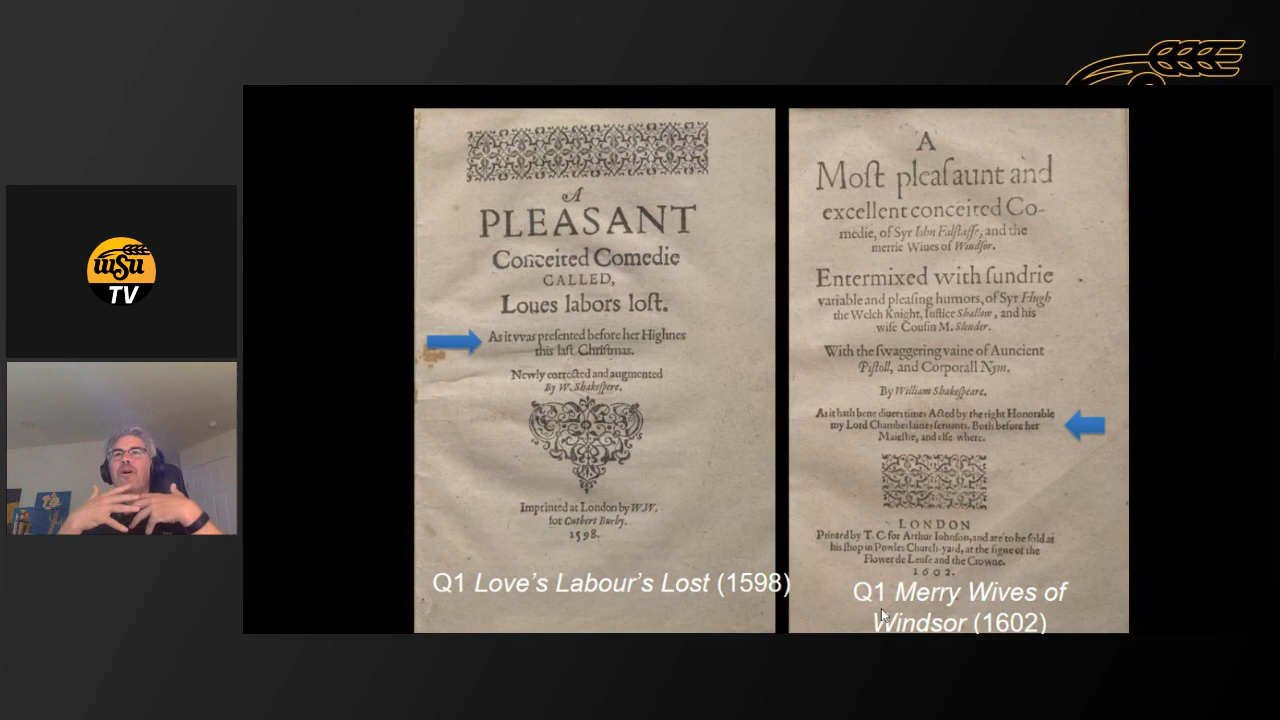 wsu
TV
A
PLEASANT
Conceited Comedie
CALLED,
Loues labors loſt.
As it vvas preſented before her Highnes
this laſt Chriſtmas.
Newly corrected and augmented
By W. Shakeſpere.
Imprinted at London by W.W.
for Cutbert Burby.
1598.
Q1 Love's Labour's Lost (1598)
A
Moſt pleaſaunt and
excellent conceited Co-
medie, of Syr Iohn Falſtaffe, and the
merrie Wiues of Windſor.
Entermixed with ſundrie
variable and pleaſing humors, of Syr Hugh
the Welch Knight, Iuſtice Shallow, and his
wiſe Couſin M. Slender.
With the ſwaggering vaine of Auncient
Piſtoll, and Corporall Nym.
By William Shakeſpeare.
As it hath bene diuers times Acted by the right Honorable
my Lord Chamberlaines ſeruants. Both before her
Maieſtie, and elſe-where.
LONDON
Printed by T. C. for Arthur Iohnſon, and are to be ſold at
his ſhop in Powles Church-yard, at the ſigne of the
Flower de Leuſe and the Crowne.
1602.
Q1 Merry Wives of
Windsor (1602)